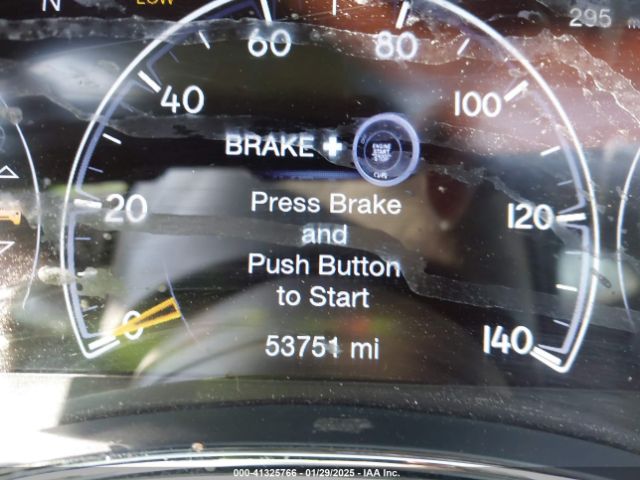 N LOW
295
60 80
40 100
BRAKE + ENGINE START STOP
Press Brake
20 and 120
Push Button
to Start
0 53751 mi 140
000-41325766 - 01/29/2025 - IAA Inc.